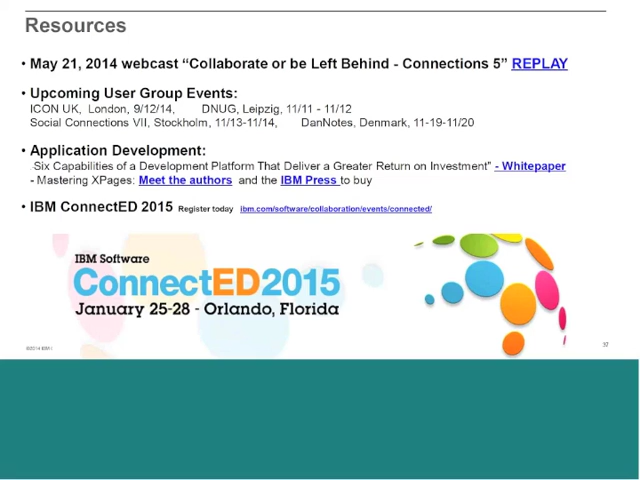 Resources
• May 21, 2014 webcast “Collaborate or be Left Behind - Connections 5” REPLAY
• Upcoming User Group Events:
ICON UK, London, 9/12/14, DNUG, Leipzig, 11/11 - 11/12
Social Connections VII, Stockholm, 11/13-11/14, DanNotes, Denmark, 11-19-11/20
• Application Development:
Six Capabilities of a Development Platform That Deliver a Greater Return on Investment" - Whitepaper
- Mastering XPages: Meet the authors and the IBM Press to buy
• IBM ConnectED 2015 Register today ibm.com/software/collaboration/events/connected/
IBM Software
ConnectED2015
January 25-28 - Orlando, Florida
37